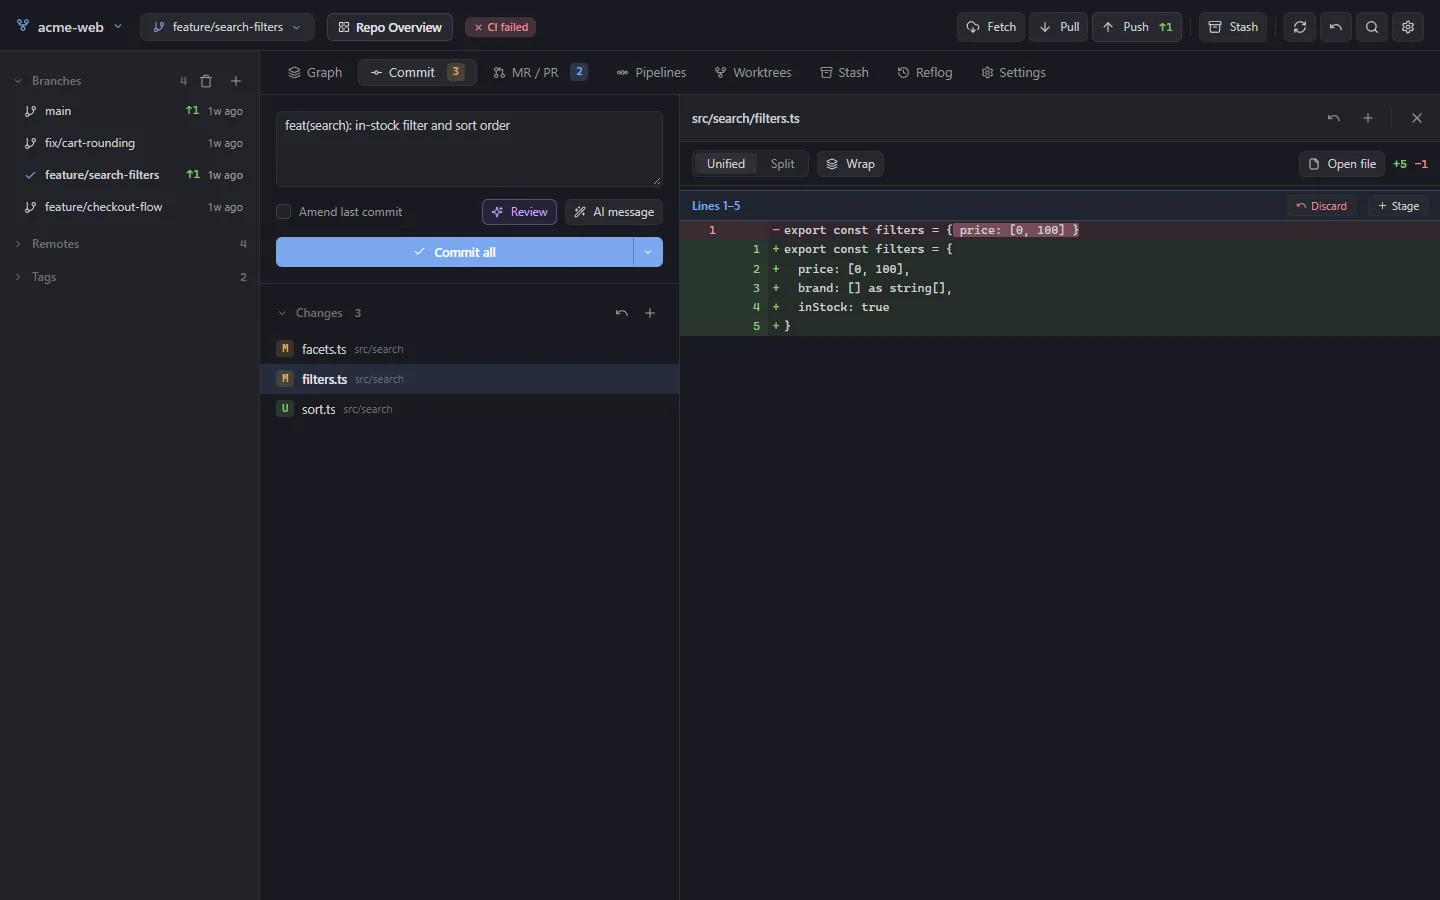 acme-web feature/search-filters Repo Overview CI failed Fetch Pull Push ↑1 Stash
Graph Commit 3 MR / PR 2 Pipelines Worktrees Stash Reflog Settings
Branches 4
main ↑1 1w ago
fix/cart-rounding 1w ago
feature/search-filters ↑1 1w ago
feature/checkout-flow 1w ago
Remotes 4
Tags 2
feat(search): in-stock filter and sort order
Amend last commit Review AI message
Commit all
Changes 3
M facets.ts src/search
M filters.ts src/search
U sort.ts src/search
src/search/filters.ts
Unified Split Wrap Open file +5 −1
Lines 1–5 Discard Stage
1 − export const filters = { price: [0, 100] }
1 + export const filters = {
2 + price: [0, 100],
3 + brand: [] as string[],
4 + inStock: true
5 + }